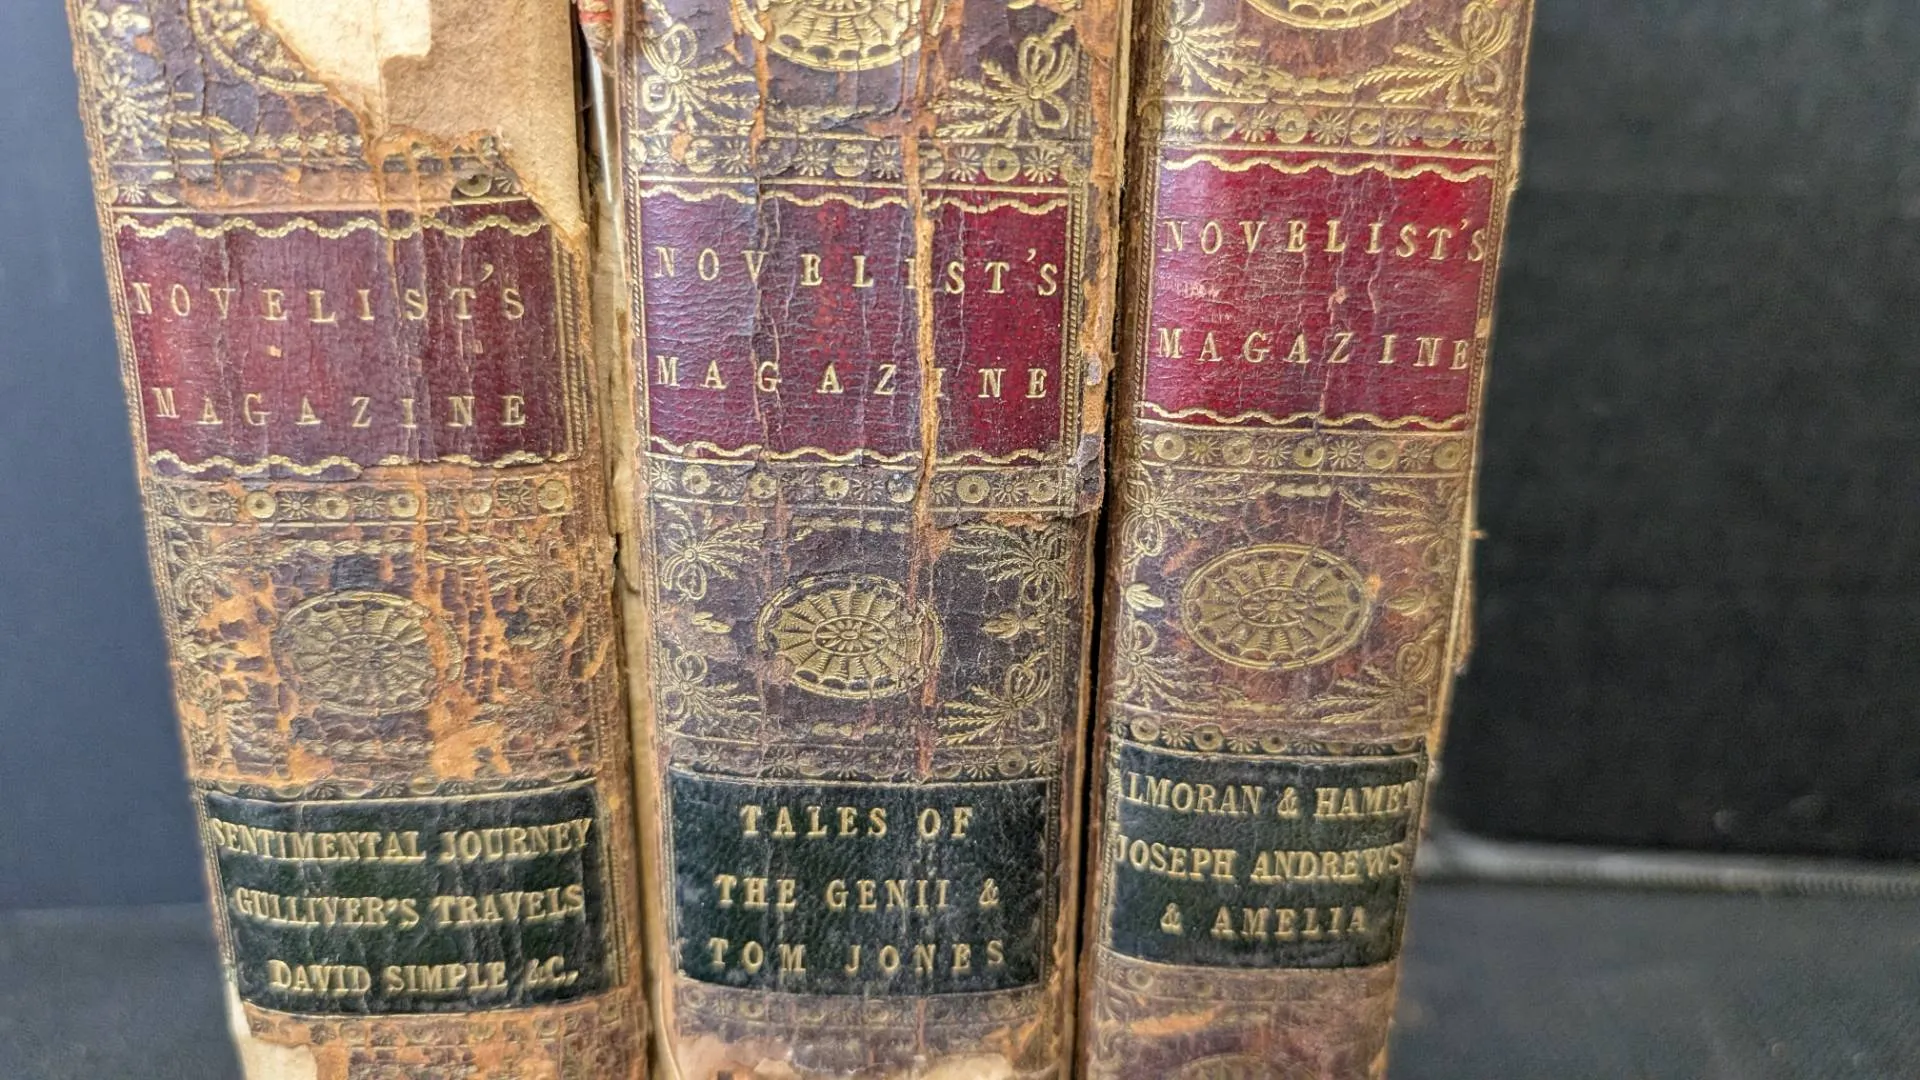 NOVELIST'S
MAGAZINE
SENTIMENTAL JOURNEY
GULLIVER'S TRAVELS
DAVID SIMPLE &C.,
NOVELIST'S
MAGAZINE
TALES OF
THE GENII &
TOM JONES
NOVELIST'S
MAGAZINE
LMORAN & HAMET
JOSEPH ANDREWS
& AMELIA